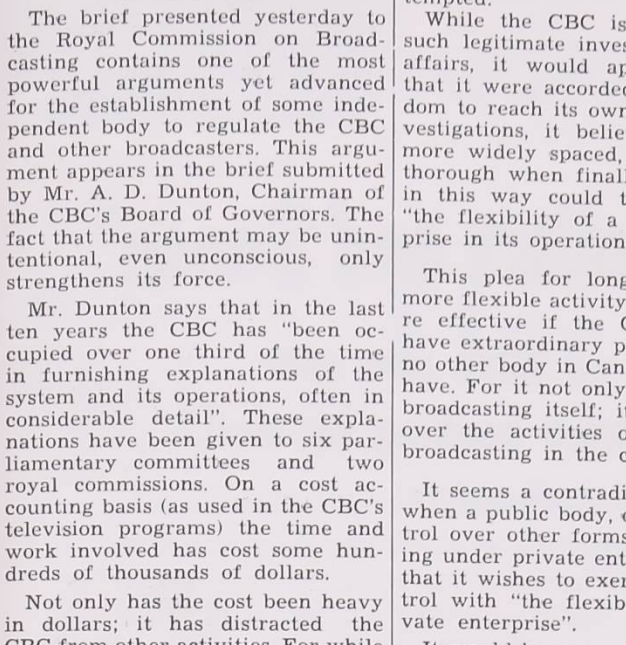 The brief presented yesterday to
the Royal Commission on Broad-
casting contains one of the most
powerful arguments yet advanced
for the establishment of some inde-
pendent body to regulate the CBC
and other broadcasters. This argu-
ment appears in the brief submitted
by Mr. A. D. Dunton, Chairman of
the CBC's Board of Governors. The
fact that the argument may be unin-
tentional, even unconscious, only
strengthens its force.
Mr. Dunton says that in the last
ten years the CBC has "been oc-
cupied over one third of the time
in furnishing explanations of the
system and its operations, often in
considerable detail". These expla-
nations have been given to six par-
liamentary committees and two
royal commissions. On a cost ac-
counting basis (as used in the CBC's
television programs) the time and
work involved has cost some hun-
dreds of thousands of dollars.
Not only has the cost been heavy
in dollars; it has distracted the
CBC from other activities. For while
While the CBC is
such legitimate
affairs, it would
that it were
dom to reach its own
vestigations, it
more widely spaced,
thorough when
in this way could
"the flexibility of a
prise in its operation
This plea for
more flexible activity
re effective if the
have extraordinary
no other body in
have. For it not only
broadcasting itself;
over the activities
broadcasting in the
It seems a
when a public body,
trol over other forms
ing under private
that it wishes to
trol with "the
vate enterprise".